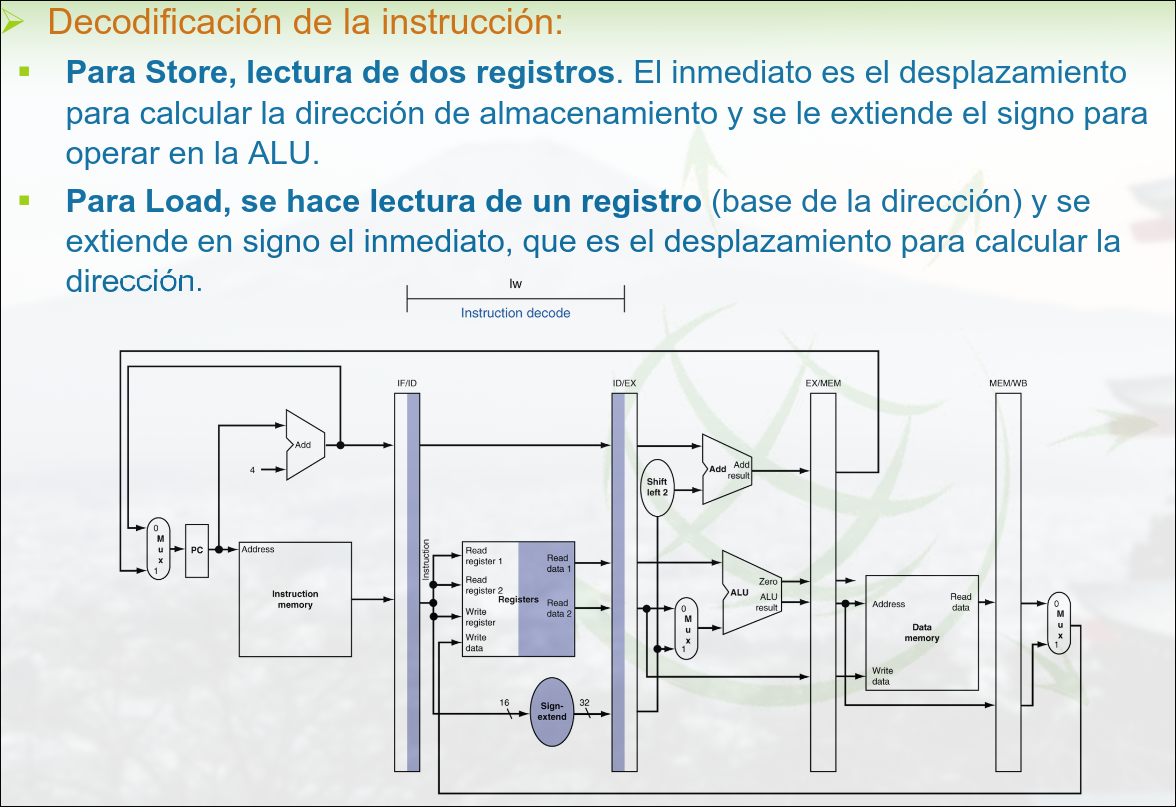 Decodificación de la instrucción:
Para Store, lectura de dos registros. El inmediato es el desplazamiento
para calcular la dirección de almacenamiento y se le extiende el signo para
operar en la ALU.
Para Load, se hace lectura de un registro (base de la dirección) y se
extiende en signo el inmediato, que es el desplazamiento para calcular la
dirección.
lw
Instruction decode
IF/ID
ID/EX
EX/MEM
MEM/WB
Add
4
0
M
u
x
1
PC
Address
Instruction
memory
Instruction
Read
register 1
Read
register 2
Registers
Write
register
Write
data
Read
data 1
Read
data 2
16
Sign-
extend
32
Shift
left 2
Add
Add
result
0
M
u
x
1
ALU
Zero
ALU
result
Address
Read
data
Data
memory
Write
data
0
M
u
x
1